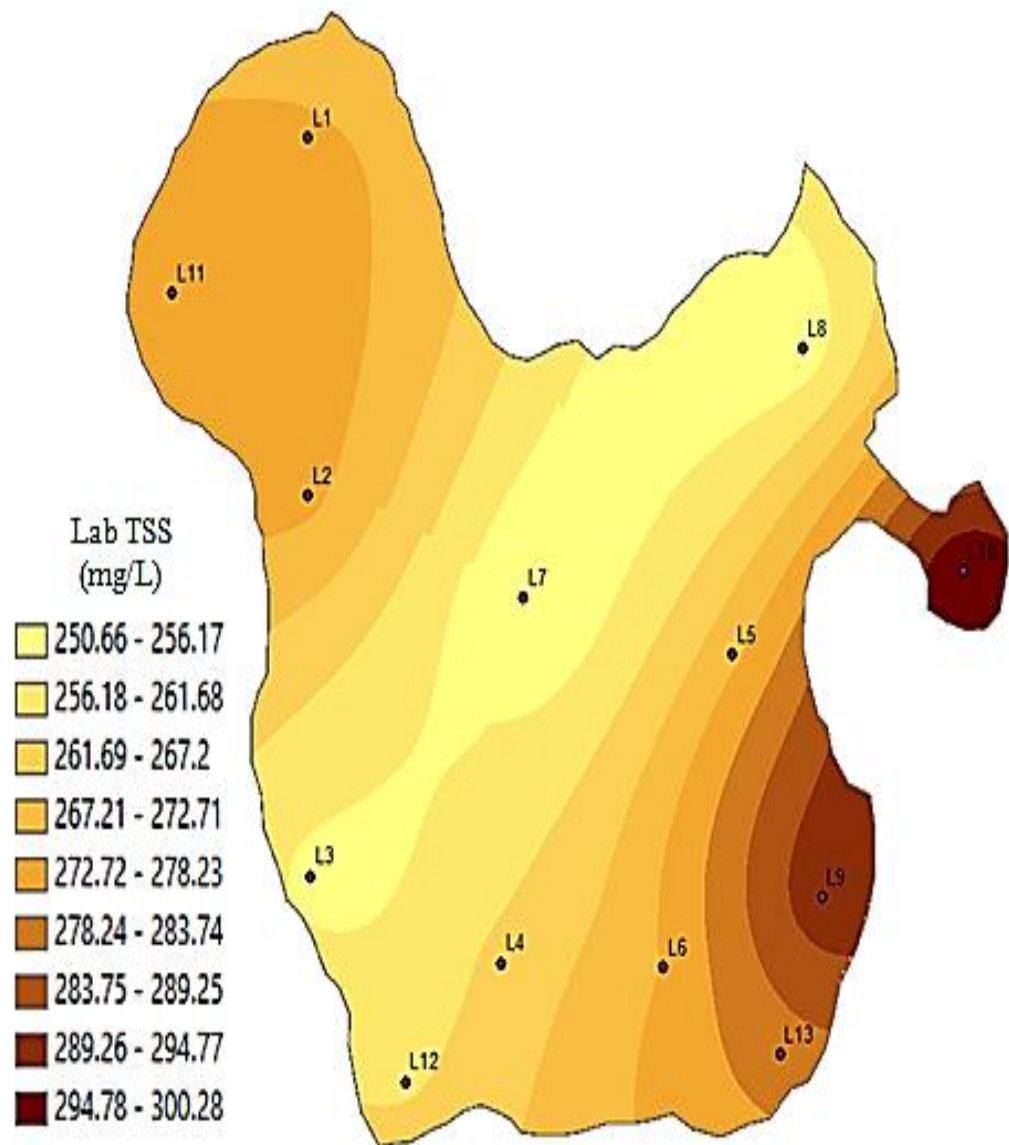 L1
L11
L8
L2
Lab TSS
(mg/L)
L10
L7
L5
250.66 - 256.17
256.18 - 261.68
261.69 - 267.2
267.21 - 272.71
272.72 - 278.23
278.24 - 283.74
283.75 - 289.25
289.26 - 294.77
294.78 - 300.28
L3
L9
L4
L6
L13
L12